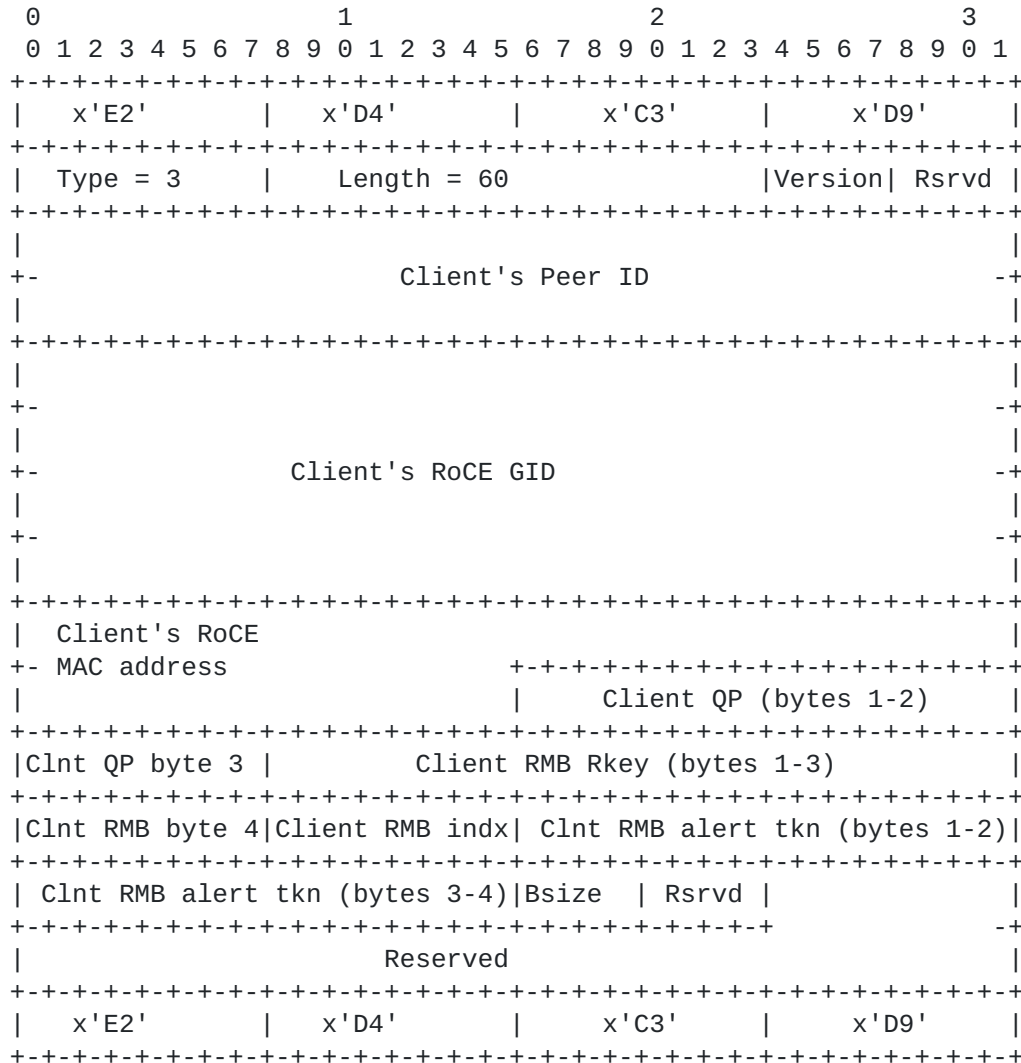 0                   1                   2                   3
 0 1 2 3 4 5 6 7 8 9 0 1 2 3 4 5 6 7 8 9 0 1 2 3 4 5 6 7 8 9 0 1
+-+-+-+-+-+-+-+-+-+-+-+-+-+-+-+-+-+-+-+-+-+-+-+-+-+-+-+-+-+-+-+-+
|   x'E2'       |   x'D4'       |     x'C3'     |     x'D9'     |
+-+-+-+-+-+-+-+-+-+-+-+-+-+-+-+-+-+-+-+-+-+-+-+-+-+-+-+-+-+-+-+-+
|  Type = 3     |    Length = 60                |Version| Rsrvd |
+-+-+-+-+-+-+-+-+-+-+-+-+-+-+-+-+-+-+-+-+-+-+-+-+-+-+-+-+-+-+-+-+
|                                                               |
+-                       Client's Peer ID                      -+
|                                                               |
+-+-+-+-+-+-+-+-+-+-+-+-+-+-+-+-+-+-+-+-+-+-+-+-+-+-+-+-+-+-+-+-+
|                                                               |
+-                                                             -+
|                                                               |
+-                Client's RoCE GID                            -+
|                                                               |
+-                                                             -+
|                                                               |
+-+-+-+-+-+-+-+-+-+-+-+-+-+-+-+-+-+-+-+-+-+-+-+-+-+-+-+-+-+-+-+-+
|  Client's RoCE                                                |
+- MAC address                  +-+-+-+-+-+-+-+-+-+-+-+-+-+-+-+-+
|                               |     Client QP (bytes 1-2)     |
+-+-+-+-+-+-+-+-+-+-+-+-+-+-+-+-+-+-+-+-+-+-+-+-+-+-+-+-+-+-+---+
|Clnt QP byte 3 |         Client RMB Rkey (bytes 1-3)           |
+-+-+-+-+-+-+-+-+-+-+-+-+-+-+-+-+-+-+-+-+-+-+-+-+-+-+-+-+-+-+-+-+
|Clnt RMB byte 4|Client RMB indx| Clnt RMB alert tkn (bytes 1-2)|
+-+-+-+-+-+-+-+-+-+-+-+-+-+-+-+-+-+-+-+-+-+-+-+-+-+-+-+-+-+-+-+-+
| Clnt RMB alert tkn (bytes 3-4)|Bsize  | Rsrvd |               |
+-+-+-+-+-+-+-+-+-+-+-+-+-+-+-+-+-+-+-+-+-+-+-+-+              -+
|                       Reserved                                |
+-+-+-+-+-+-+-+-+-+-+-+-+-+-+-+-+-+-+-+-+-+-+-+-+-+-+-+-+-+-+-+-+
|   x'E2'       |   x'D4'       |     x'C3'     |     x'D9'     |
+-+-+-+-+-+-+-+-+-+-+-+-+-+-+-+-+-+-+-+-+-+-+-+-+-+-+-+-+-+-+-+-+